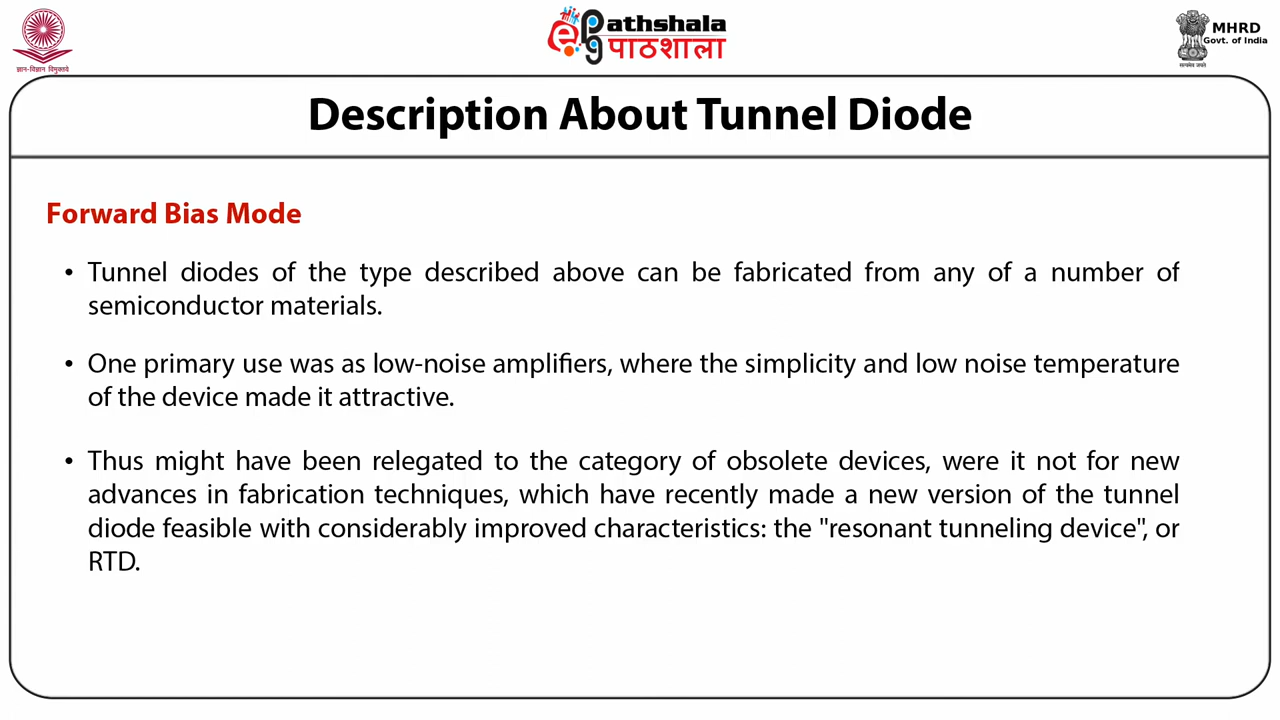 ज्ञान-विज्ञान विमुक्तये
ePathshala
पाठशाला
MHRD
Govt. of India
सत्यमेव जयते
Description About Tunnel Diode
Forward Bias Mode
• Tunnel diodes of the type described above can be fabricated from any of a number of
semiconductor materials.
• One primary use was as low-noise amplifiers, where the simplicity and low noise temperature
of the device made it attractive.
• Thus might have been relegated to the category of obsolete devices, were it not for new
advances in fabrication techniques, which have recently made a new version of the tunnel
diode feasible with considerably improved characteristics: the "resonant tunneling device", or
RTD.